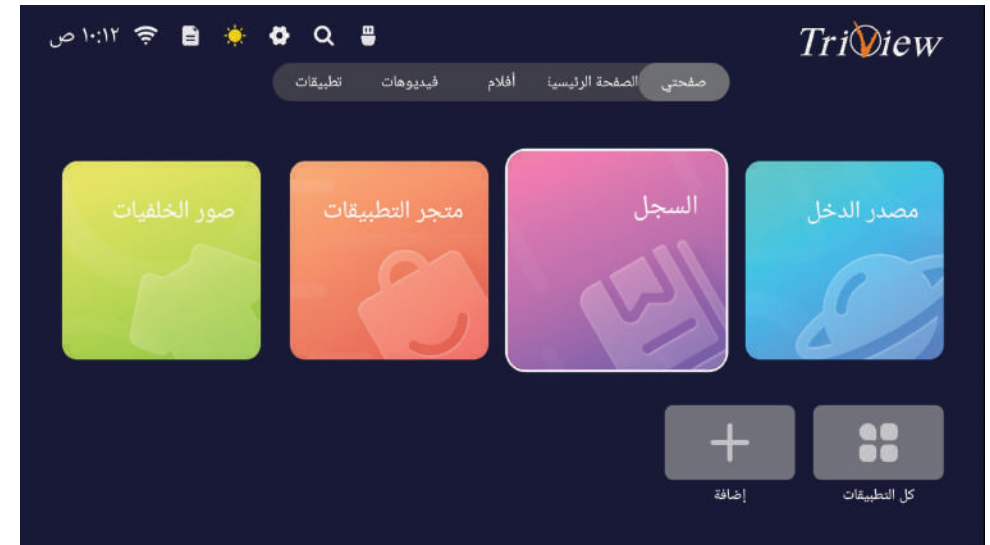 TriView
١٠:١٢ ص
صفحتي الصفحة الرئيسية أفلام فيديوهات تطبيقات
مصدر الدخل
السجل
متجر التطبيقات
صور الخلفيات
كل التطبيقات
إضافة